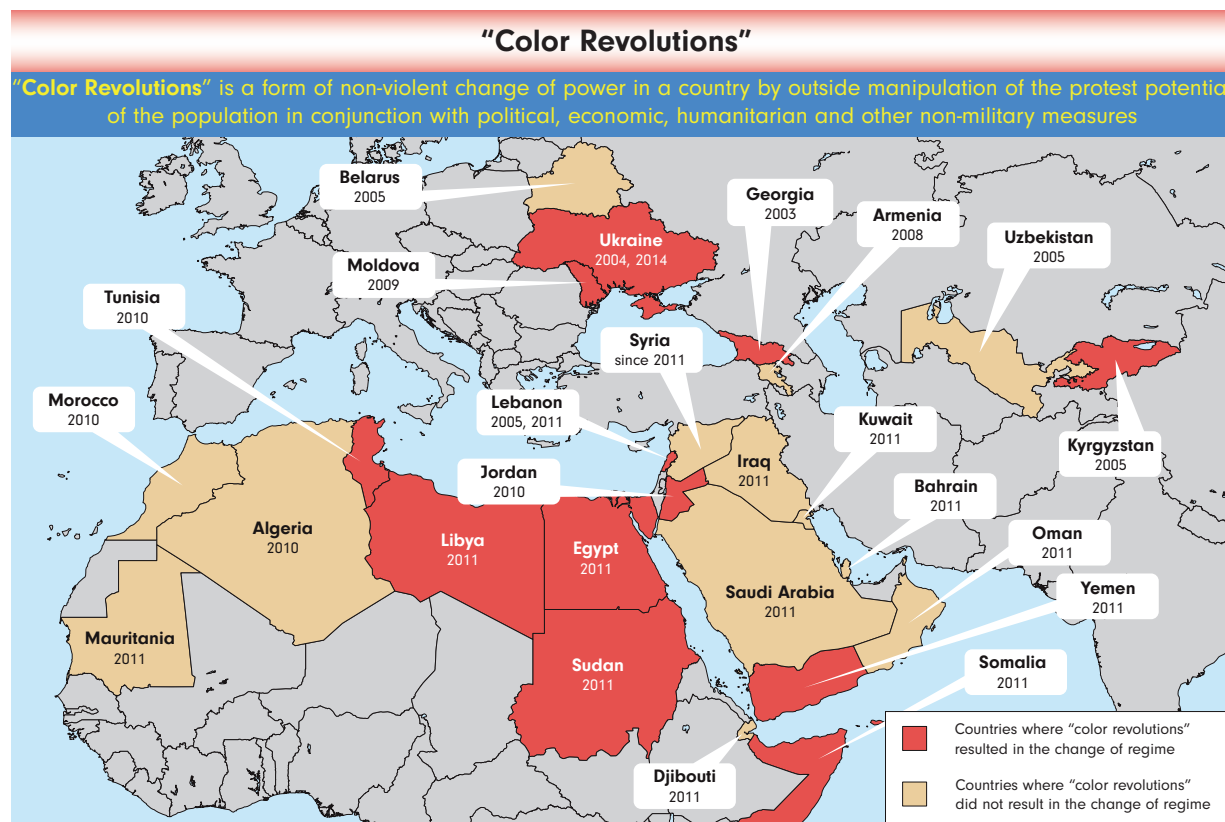 “Color Revolutions”
“Color Revolutions” is a form of non-violent change of power in a country by outside manipulation of the protest potentia
of the population in conjunction with political, economic, humanitarian and other non-military measures
Belarus
2005
Georgia
2003
Armenia
2008
Ukraine
2004, 2014
Uzbekistan
2005
Moldova
2009
Tunisia
2010
Syria
since 2011
Morocco
2010
Lebanon
2005, 2011
Kuwait
2011
Kyrgyzstan
2005
Jordan
2010
Iraq
2011
Bahrain
2011
Algeria
2010
Libya
2011
Egypt
2011
Oman
2011
Saudi Arabia
2011
Yemen
2011
Mauritania
2011
Sudan
2011
Somalia
2011
Djibouti
2011
Countries where “color revolutions”
resulted in the change of regime
Countries where “color revolutions”
did not result in the change of regime